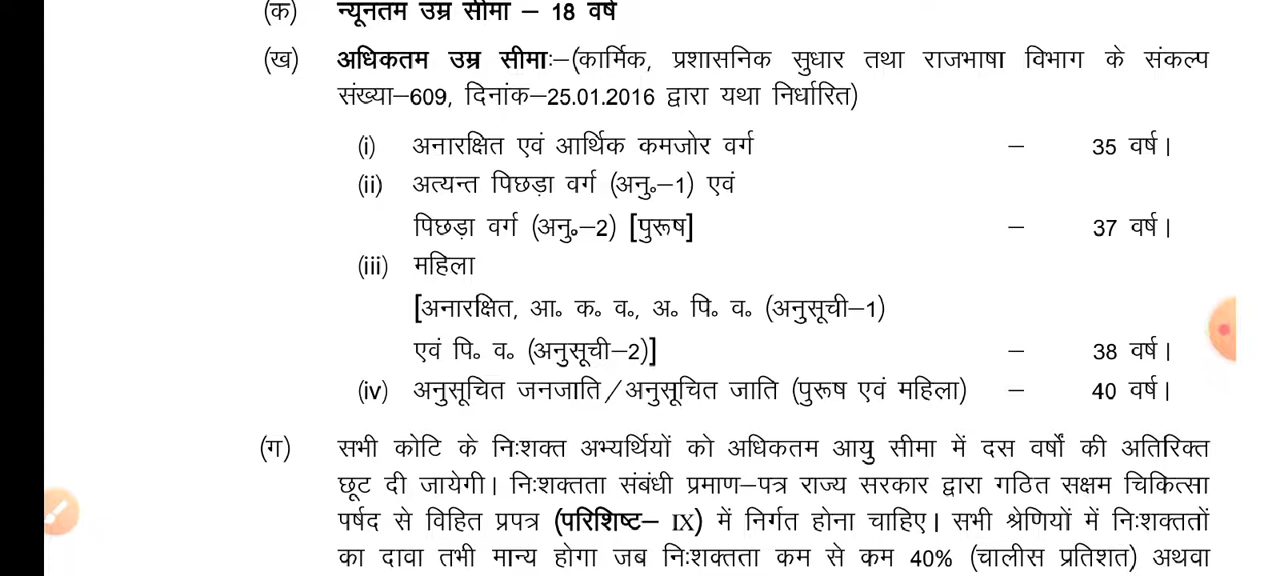 (क) न्यूनतम उम्र सीमा – 18 वर्ष
(ख) अधिकतम उम्र सीमाः–(कार्मिक, प्रशासनिक सुधार तथा राजभाषा विभाग के संकल्प
संख्या–609, दिनांक–25.01.2016 द्वारा यथा निर्धारित)
(i) अनारक्षित एवं आर्थिक कमजोर वर्ग – 35 वर्ष।
(ii) अत्यन्त पिछड़ा वर्ग (अनु॰–1) एवं
पिछड़ा वर्ग (अनु॰–2) [पुरूष] – 37 वर्ष।
(iii) महिला
[अनारक्षित, आ॰ क॰ व॰, अ॰ पि॰ व॰ (अनुसूची–1)
एवं पि॰ व॰ (अनुसूची–2)] – 38 वर्ष।
(iv) अनुसूचित जनजाति/अनुसूचित जाति (पुरूष एवं महिला) – 40 वर्ष।
(ग) सभी कोटि के निःशक्त अभ्यर्थियों को अधिकतम आयु सीमा में दस वर्षों की अतिरिक्त
छूट दी जायेगी। निःशक्तता संबंधी प्रमाण–पत्र राज्य सरकार द्वारा गठित सक्षम चिकित्सा
पर्षद से विहित प्रपत्र (परिशिष्ट– IX) में निर्गत होना चाहिए। सभी श्रेणियों में निःशक्ततों
का दावा तभी मान्य होगा जब निःशक्तता कम से कम 40% (चालीस प्रतिशत) अथवा